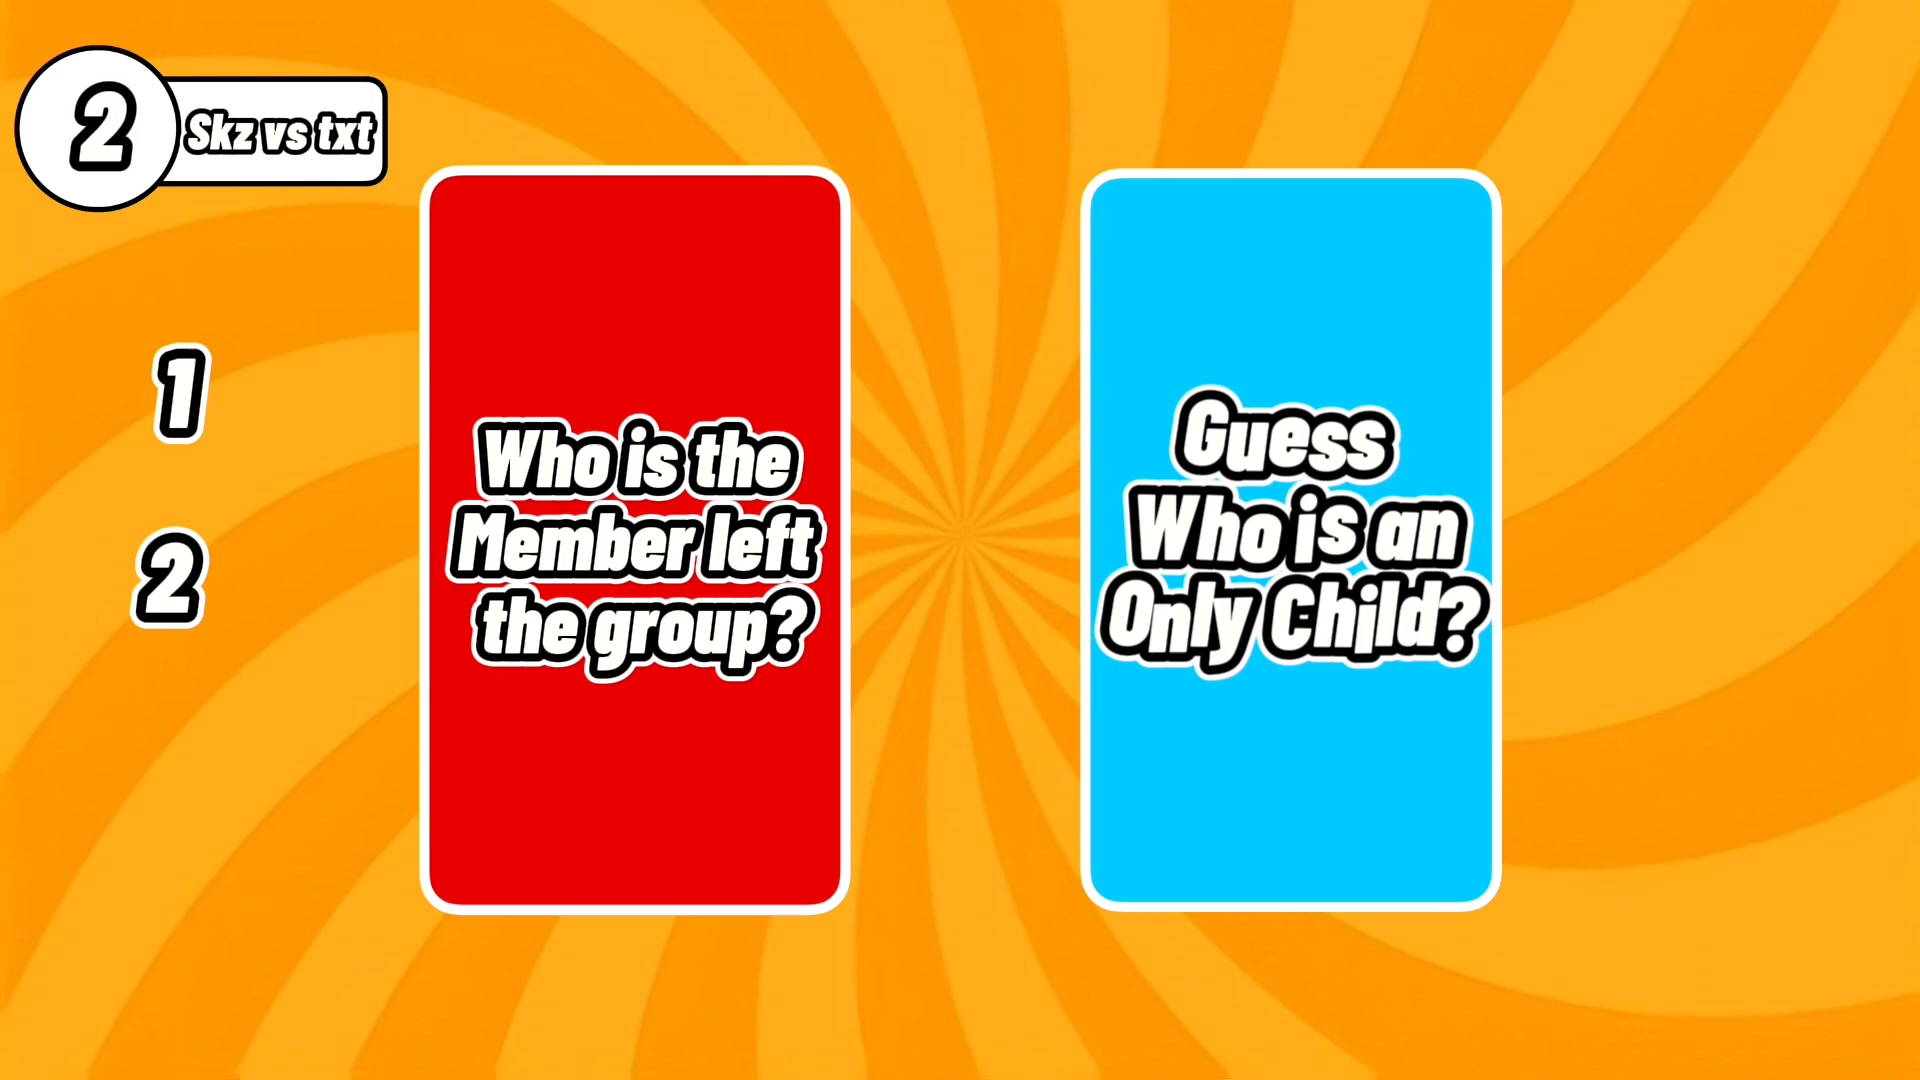 2
Skz vs txt
1
2
Who is the
Member left
the group?
Guess
Who is an
Only Child?